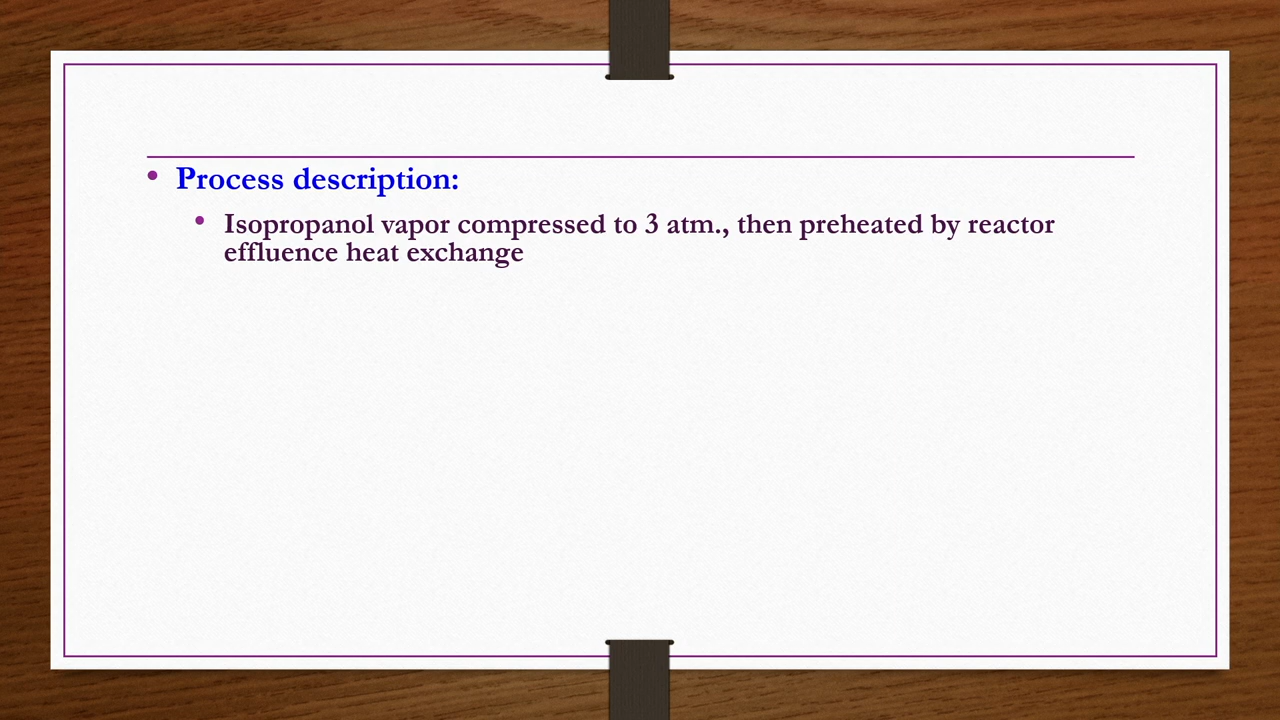 • Process description:
• Isopropanol vapor compressed to 3 atm., then preheated by reactor
effluence heat exchange